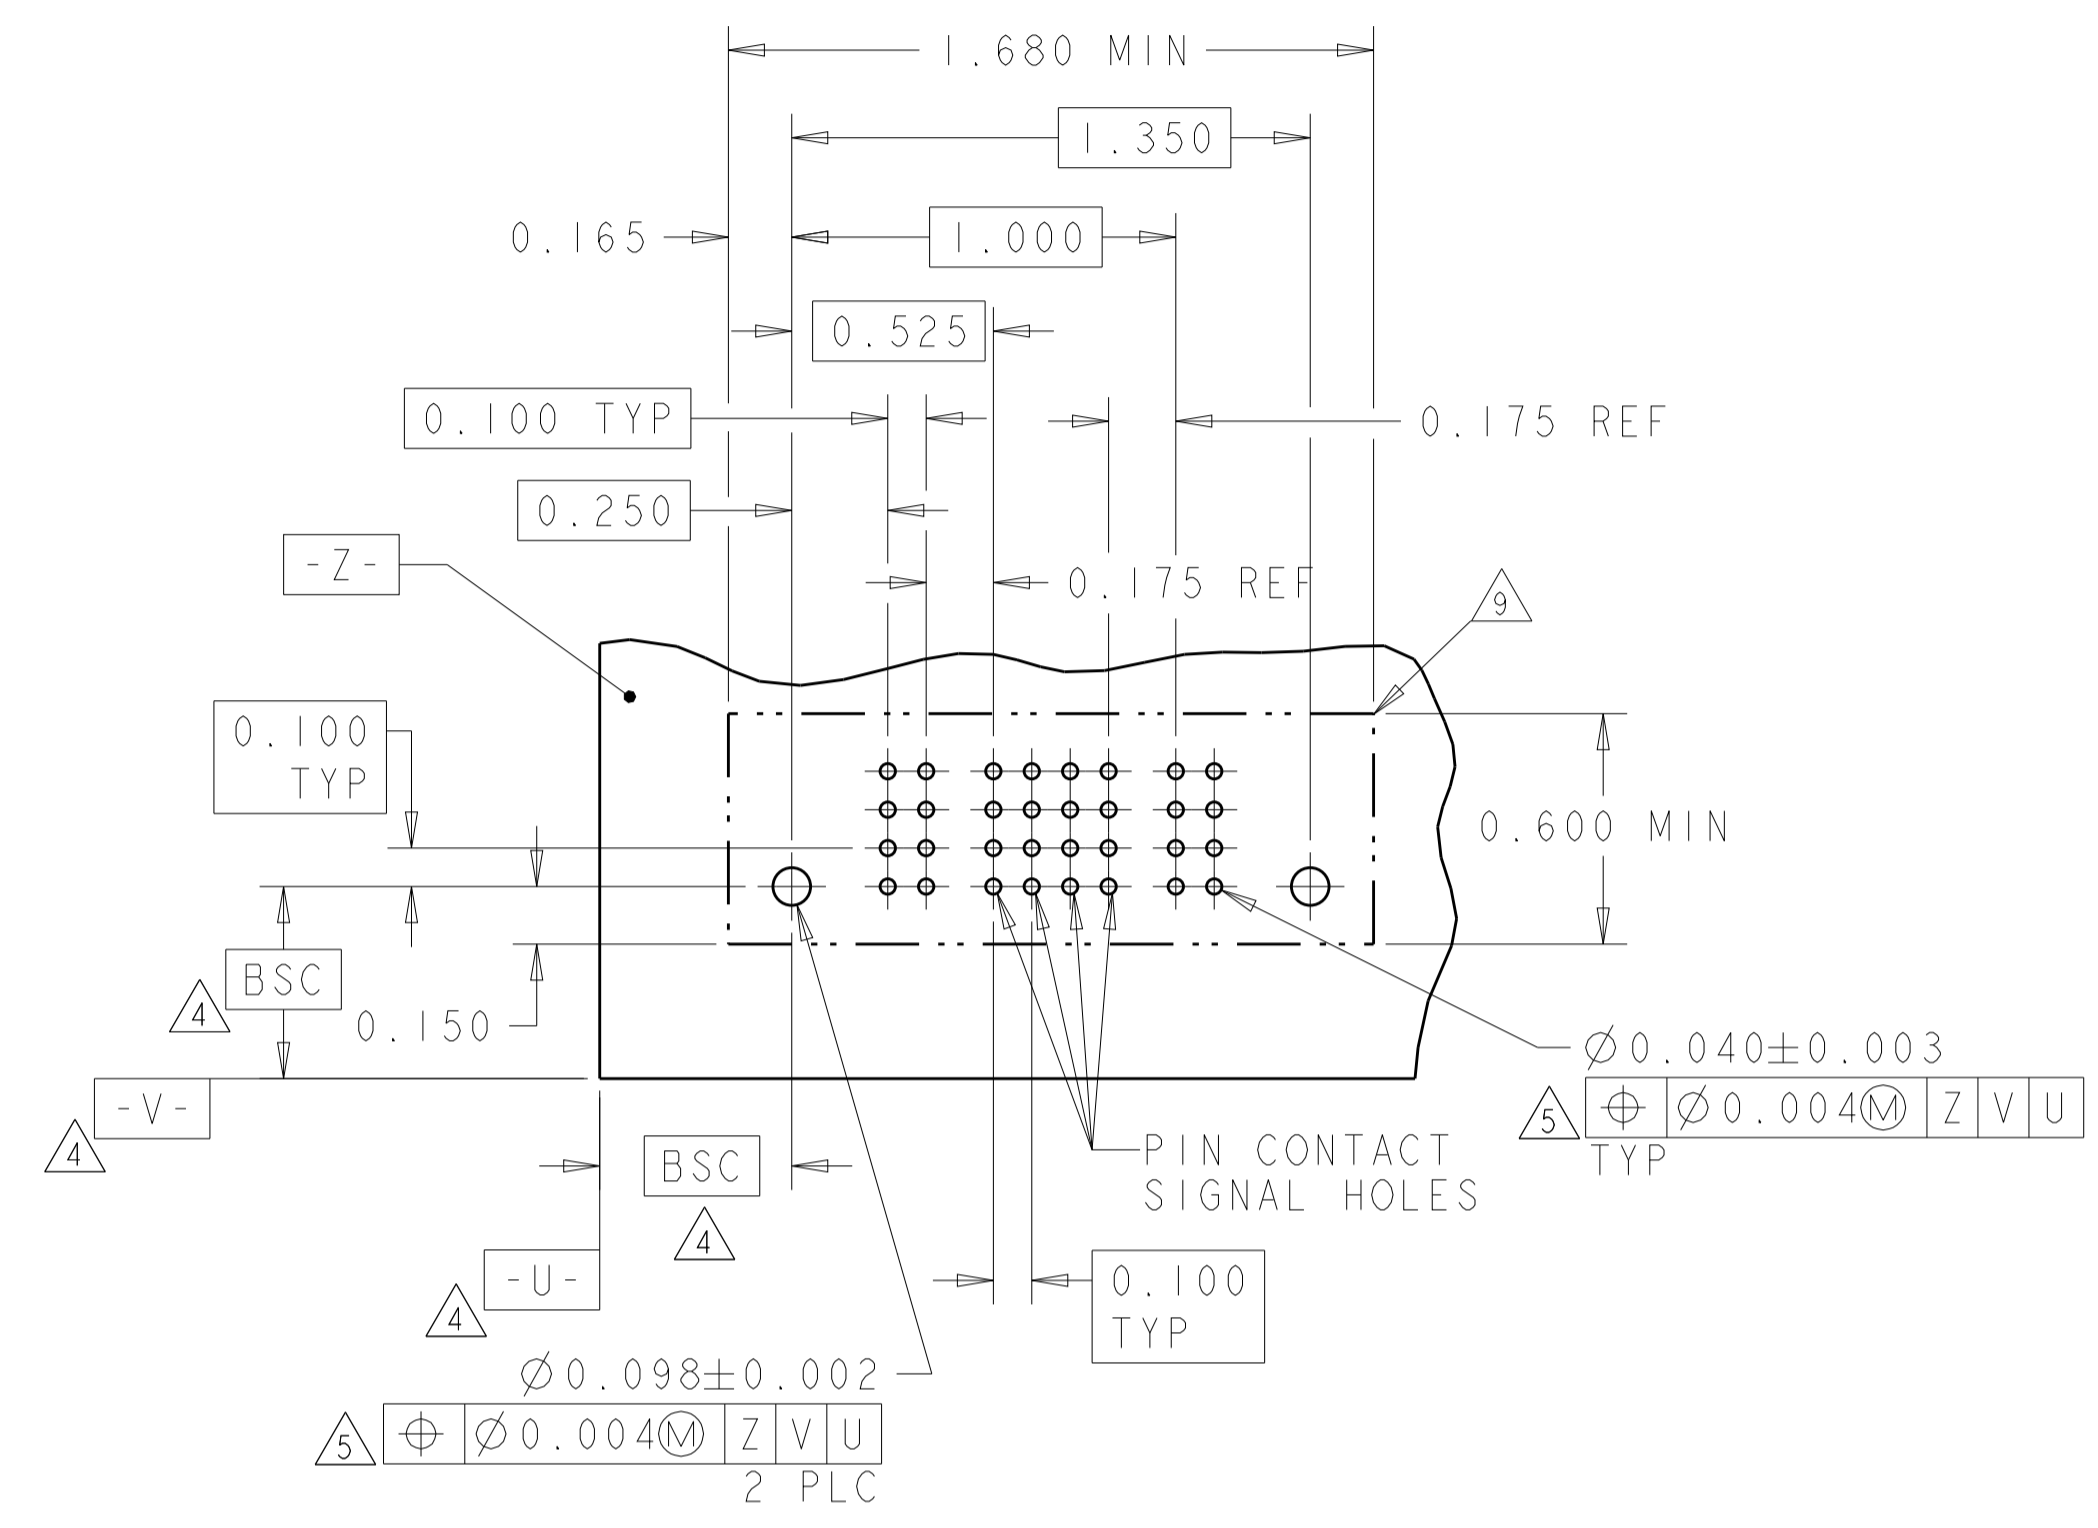 1.680 MIN
1.350
0.165
1.000
0.525
0.100 TYP
0.175 REF
0.250
-Z-
0.175 REF
9
0.100
TYP
0.600 MIN
BSC
4
0.150
Ø0.040±0.003
-V-
4
5
⌖ Ø0.004Ⓜ Z V U
TYP
BSC
4
PIN CONTACT
SIGNAL HOLES
-U-
4
0.100
TYP
Ø0.098±0.002
5
⌖ Ø0.004Ⓜ Z V U
2 PLC